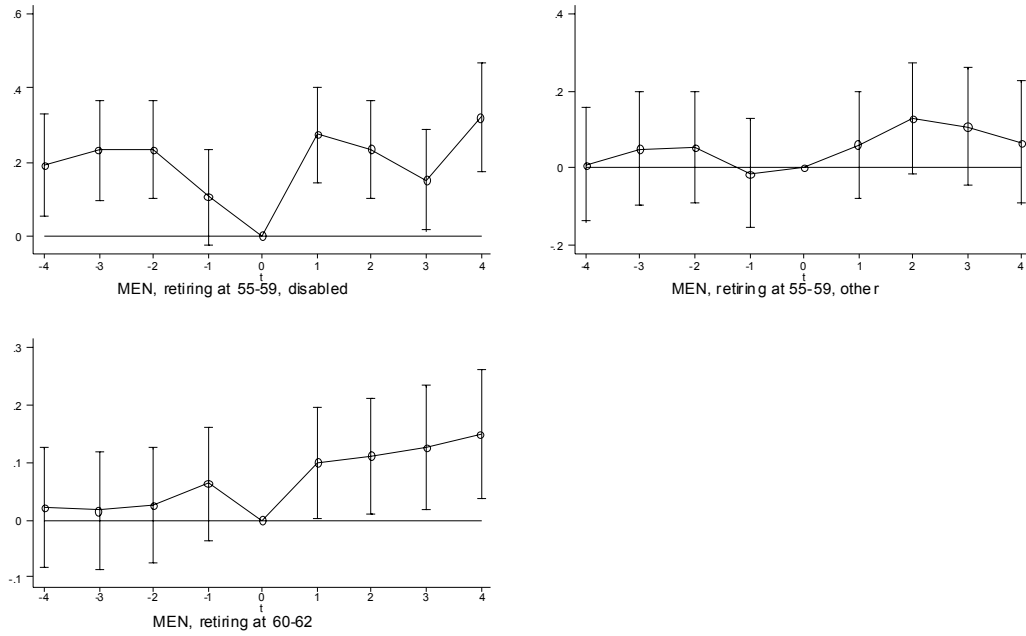 .6
.4
.2
0
-4 -3 -2 -1 0 1 2 3 4
t
MEN, retiring at 55-59, disabled
.4
.2
0
-.2
-4 -3 -2 -1 0 1 2 3 4
t
MEN, retiring at 55-59, other
.3
.2
.1
0
-.1
-4 -3 -2 -1 0 1 2 3 4
t
MEN, retiring at 60-62